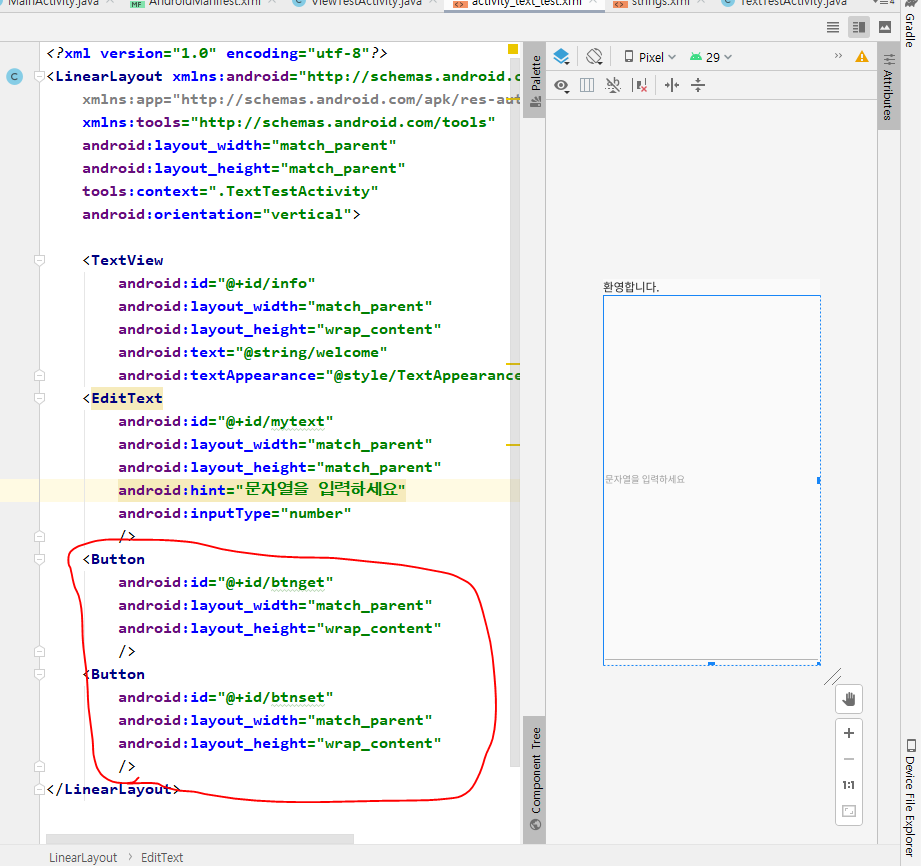 MainActivity.java
AndroidManifest.xml
ViewTestActivity.java
activity_text_test.xml
strings.xml
TextTestActivity.java
4
<?xml version="1.0" encoding="utf-8"?>
<LinearLayout xmlns:android="http://schemas.android.c
xmlns:app="http://schemas.android.com/apk/res-aut
xmlns:tools="http://schemas.android.com/tools"
android:layout_width="match_parent"
android:layout_height="match_parent"
tools:context=".TextTestActivity"
android:orientation="vertical">
<TextView
android:id="@+id/info"
android:layout_width="match_parent"
android:layout_height="wrap_content"
android:text="@string/welcome"
android:textAppearance="@style/TextAppearance
<EditText
android:id="@+id/mytext"
android:layout_width="match_parent"
android:layout_height="match_parent"
android:hint="문자열을 입력하세요"
android:inputType="number"
/>
<Button
android:id="@+id/btnget"
android:layout_width="match_parent"
android:layout_height="wrap_content"
/>
<Button
android:id="@+id/btnset"
android:layout_width="match_parent"
android:layout_height="wrap_content"
/>
</LinearLayout>
LinearLayout › EditText
Palette
Component Tree
Pixel
29
환영합니다.
문자열을 입력하세요
1:1
Attributes
Gradle
Device File Explorer